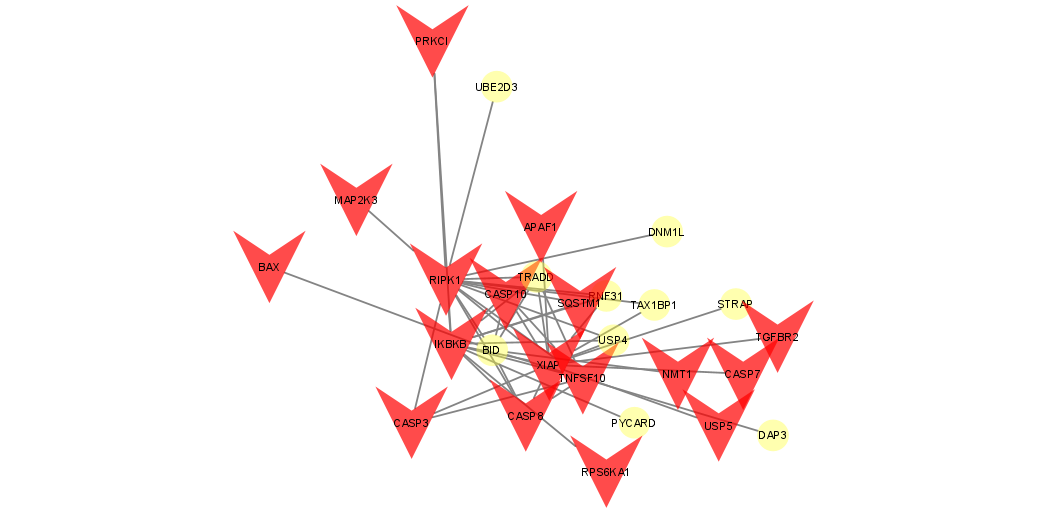 PRKCI
UBE2D3
MAP2K3
APAF1
DNM1L
BAX
RIPK1
TRADD
CASP10
RNF31
SQSTM1
TAX1BP1
STRAP
TGFBR2
IKBKB
BID
USP4
XIAP
TNFSF10
NMT1
CASP7
CASP3
CASP8
PYCARD
USP5
DAP3
RPS6KA1